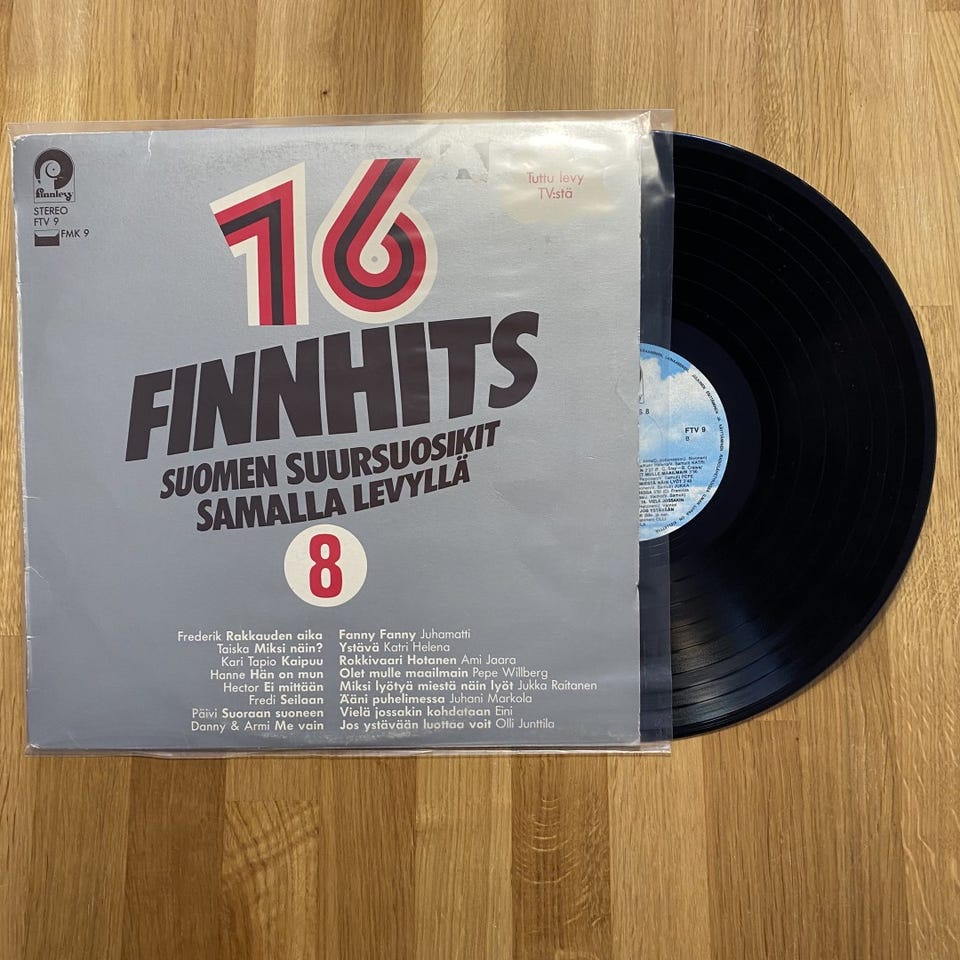 finnlevy
STEREO
FTV 9
FMK 9
Tuttu levy
TV:stä
16
FINNHITS
SUOMEN SUURSUOSIKIT
SAMALLA LEVYLLÄ
8
Frederik Rakkauden aika
Taiska Miksi näin?
Kari Tapio Kaipuu
Hanne Hän on mun
Hector Ei mittään
Fredi Seilaan
Päivi Suoraan suoneen
Danny & Armi Me vain
Fanny Fanny Juhamatti
Ystävä Katri Helena
Rokkivaari Hotanen Ami Jaara
Olet mulle maailmain Pepe Willberg
Miksi lyötyä miestä näin lyöt Jukka Raitanen
Ääni puhelimessa Juhani Markola
Vielä jossakin kohdataan Eini
Jos ystävään luottaa voit Olli Junttila
S 8
FTV 9
B